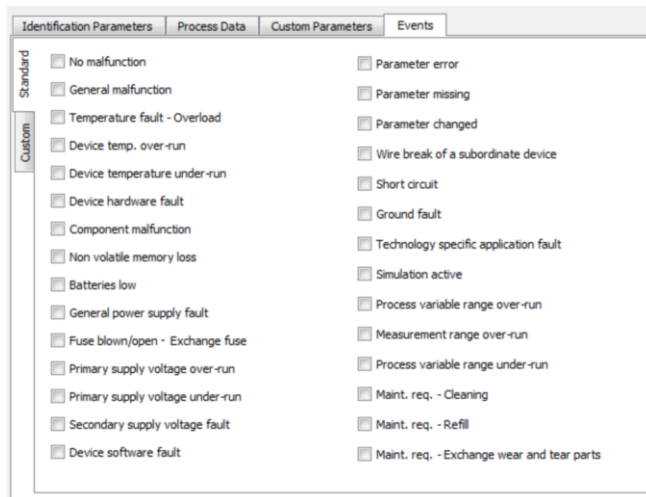 Identification Parameters
Process Data
Custom Parameters
Events
Standard
Custom
No malfunction
General malfunction
Temperature fault - Overload
Device temp. over-run
Device temperature under-run
Device hardware fault
Component malfunction
Non volatile memory loss
Batteries low
General power supply fault
Fuse blown/open - Exchange fuse
Primary supply voltage over-run
Primary supply voltage under-run
Secondary supply voltage fault
Device software fault
Parameter error
Parameter missing
Parameter changed
Wire break of a subordinate device
Short circuit
Ground fault
Technology specific application fault
Simulation active
Process variable range over-run
Measurement range over-run
Process variable range under-run
Maint. req. - Cleaning
Maint. req. - Refill
Maint. req. - Exchange wear and tear parts